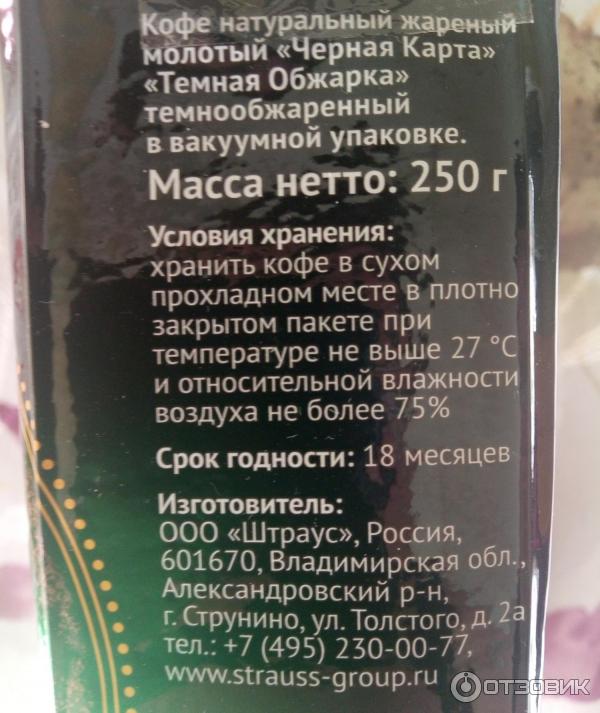 Кофе натуральный жареный
молотый «Черная Карта»
«Темная Обжарка»
темнообжаренный
в вакуумной упаковке.
Масса нетто: 250 г
Условия хранения:
хранить кофе в сухом
прохладном месте в плотно
закрытом пакете при
температуре не выше 27 °C
и относительной влажности
воздуха не более 75%
Срок годности: 18 месяцев
Изготовитель:
ООО «Штраус», Россия,
601670, Владимирская обл.,
Александровский р-н,
г. Струнино, ул. Толстого, д. 2а
тел.: +7 (495) 230-00-77,
www.strauss-group.ru
ОТЗОВИК